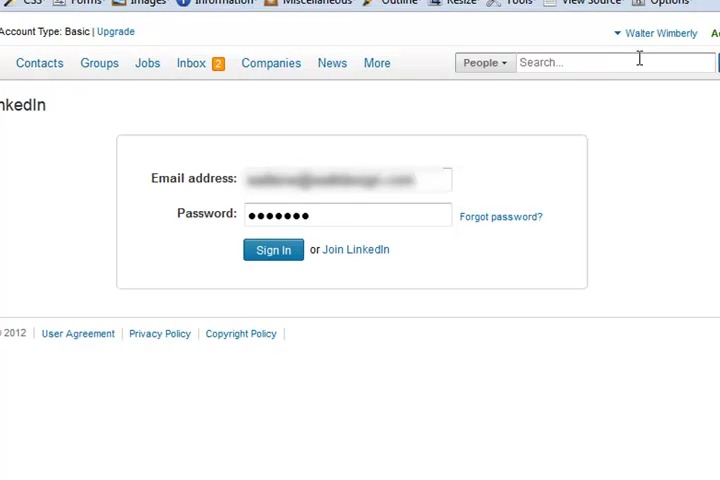 CSS Forms Images Information Miscellaneous Outline Resize Tools View Source Options
Account Type: Basic | Upgrade
Walter Wimberly
Contacts Groups Jobs Inbox 2 Companies News More People Search...
nkedIn
Email address:
Password: ●●●●●●● Forgot password?
Sign In or Join LinkedIn
2012 | User Agreement | Privacy Policy | Copyright Policy |